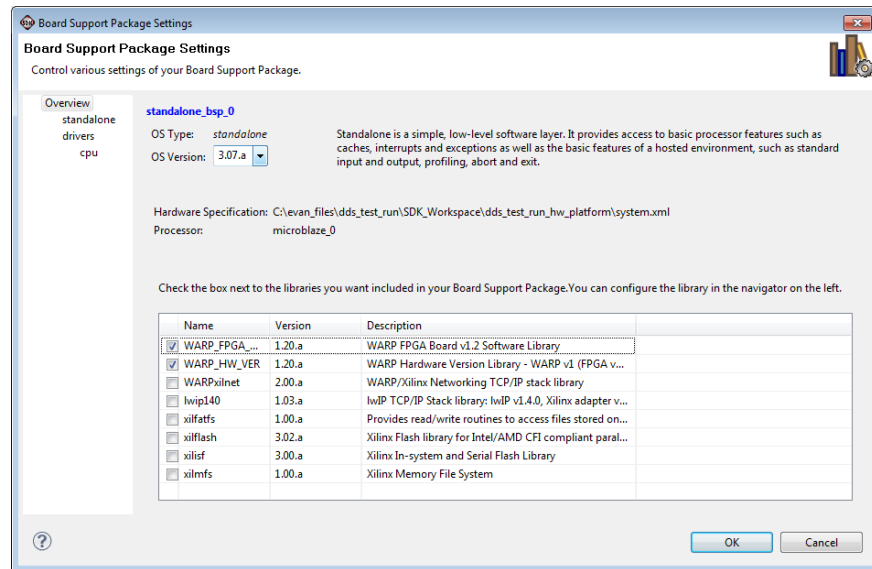 Board Support Package Settings
Board Support Package Settings
Control various settings of your Board Support Package.
Overview
standalone
drivers
cpu
standalone_bsp_0
OS Type: standalone
OS Version: 3.07.a
Standalone is a simple, low-level software layer. It provides access to basic processor features such as
caches, interrupts and exceptions as well as the basic features of a hosted environment, such as standard
input and output, profiling, abort and exit.
Hardware Specification: C:\evan_files\dds_test_run\SDK_Workspace\dds_test_run_hw_platform\system.xml
Processor: microblaze_0
Check the box next to the libraries you want included in your Board Support Package.You can configure the library in the navigator on the left.
Name Version Description
WARP_FPGA_... 1.20.a WARP FPGA Board v1.2 Software Library
WARP_HW_VER 1.20.a WARP Hardware Version Library - WARP v1 (FPGA v...
WARPxilnet 2.00.a WARP/Xilinx Networking TCP/IP stack library
lwip140 1.03.a lwIP TCP/IP Stack library: lwIP v1.4.0, Xilinx adapter v...
xilfatfs 1.00.a Provides read/write routines to access files stored on...
xilflash 3.02.a Xilinx Flash library for Intel/AMD CFI compliant paral...
xilisf 3.00.a Xilinx In-system and Serial Flash Library
xilmfs 1.00.a Xilinx Memory File System
?
OK Cancel